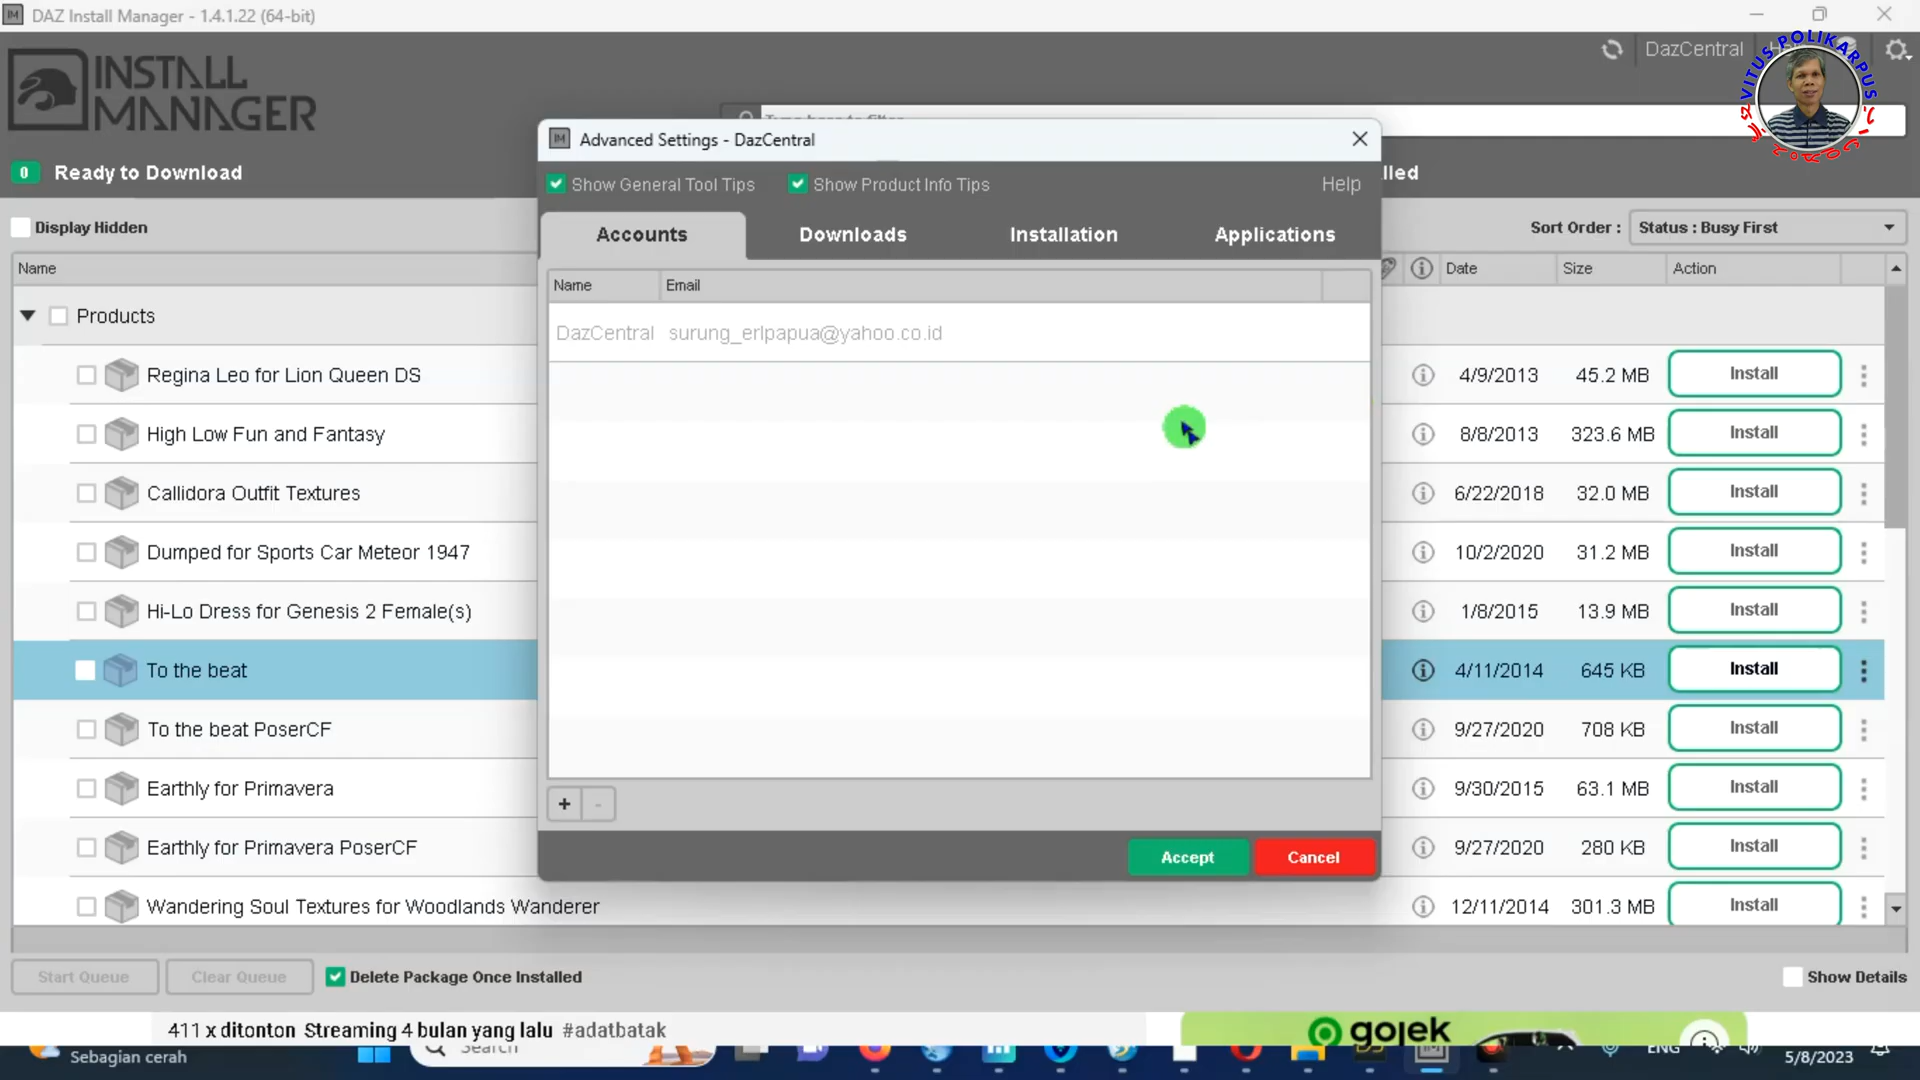 DAZ Install Manager - 1.4.1.22 (64-bit)
INSTALL
MANAGER
DazCentral
VITUS POLIKARPUS
Advanced Settings - DazCentral
0 Ready to Download
Show General Tool Tips Show Product Info Tips Help
lled
Accounts Downloads Installation Applications
Display Hidden
Sort Order : Status : Busy First
Name
Name Email
Date Size Action
Products
DazCentral surung_erlpapua@yahoo.co.id
Regina Leo for Lion Queen DS 4/9/2013 45.2 MB Install
High Low Fun and Fantasy 8/8/2013 323.6 MB Install
Callidora Outfit Textures 6/22/2018 32.0 MB Install
Dumped for Sports Car Meteor 1947 10/2/2020 31.2 MB Install
Hi-Lo Dress for Genesis 2 Female(s) 1/8/2015 13.9 MB Install
To the beat 4/11/2014 645 KB Install
To the beat PoserCF 9/27/2020 708 KB Install
Earthly for Primavera 9/30/2015 63.1 MB Install
+ -
Earthly for Primavera PoserCF 9/27/2020 280 KB Install
Accept Cancel
Wandering Soul Textures for Woodlands Wanderer 12/11/2014 301.3 MB Install
Start Queue Clear Queue Delete Package Once Installed Show Details
411 x ditonton Streaming 4 bulan yang lalu #adatbatak
gojek
Sebagian cerah Search ENG 5/8/2023